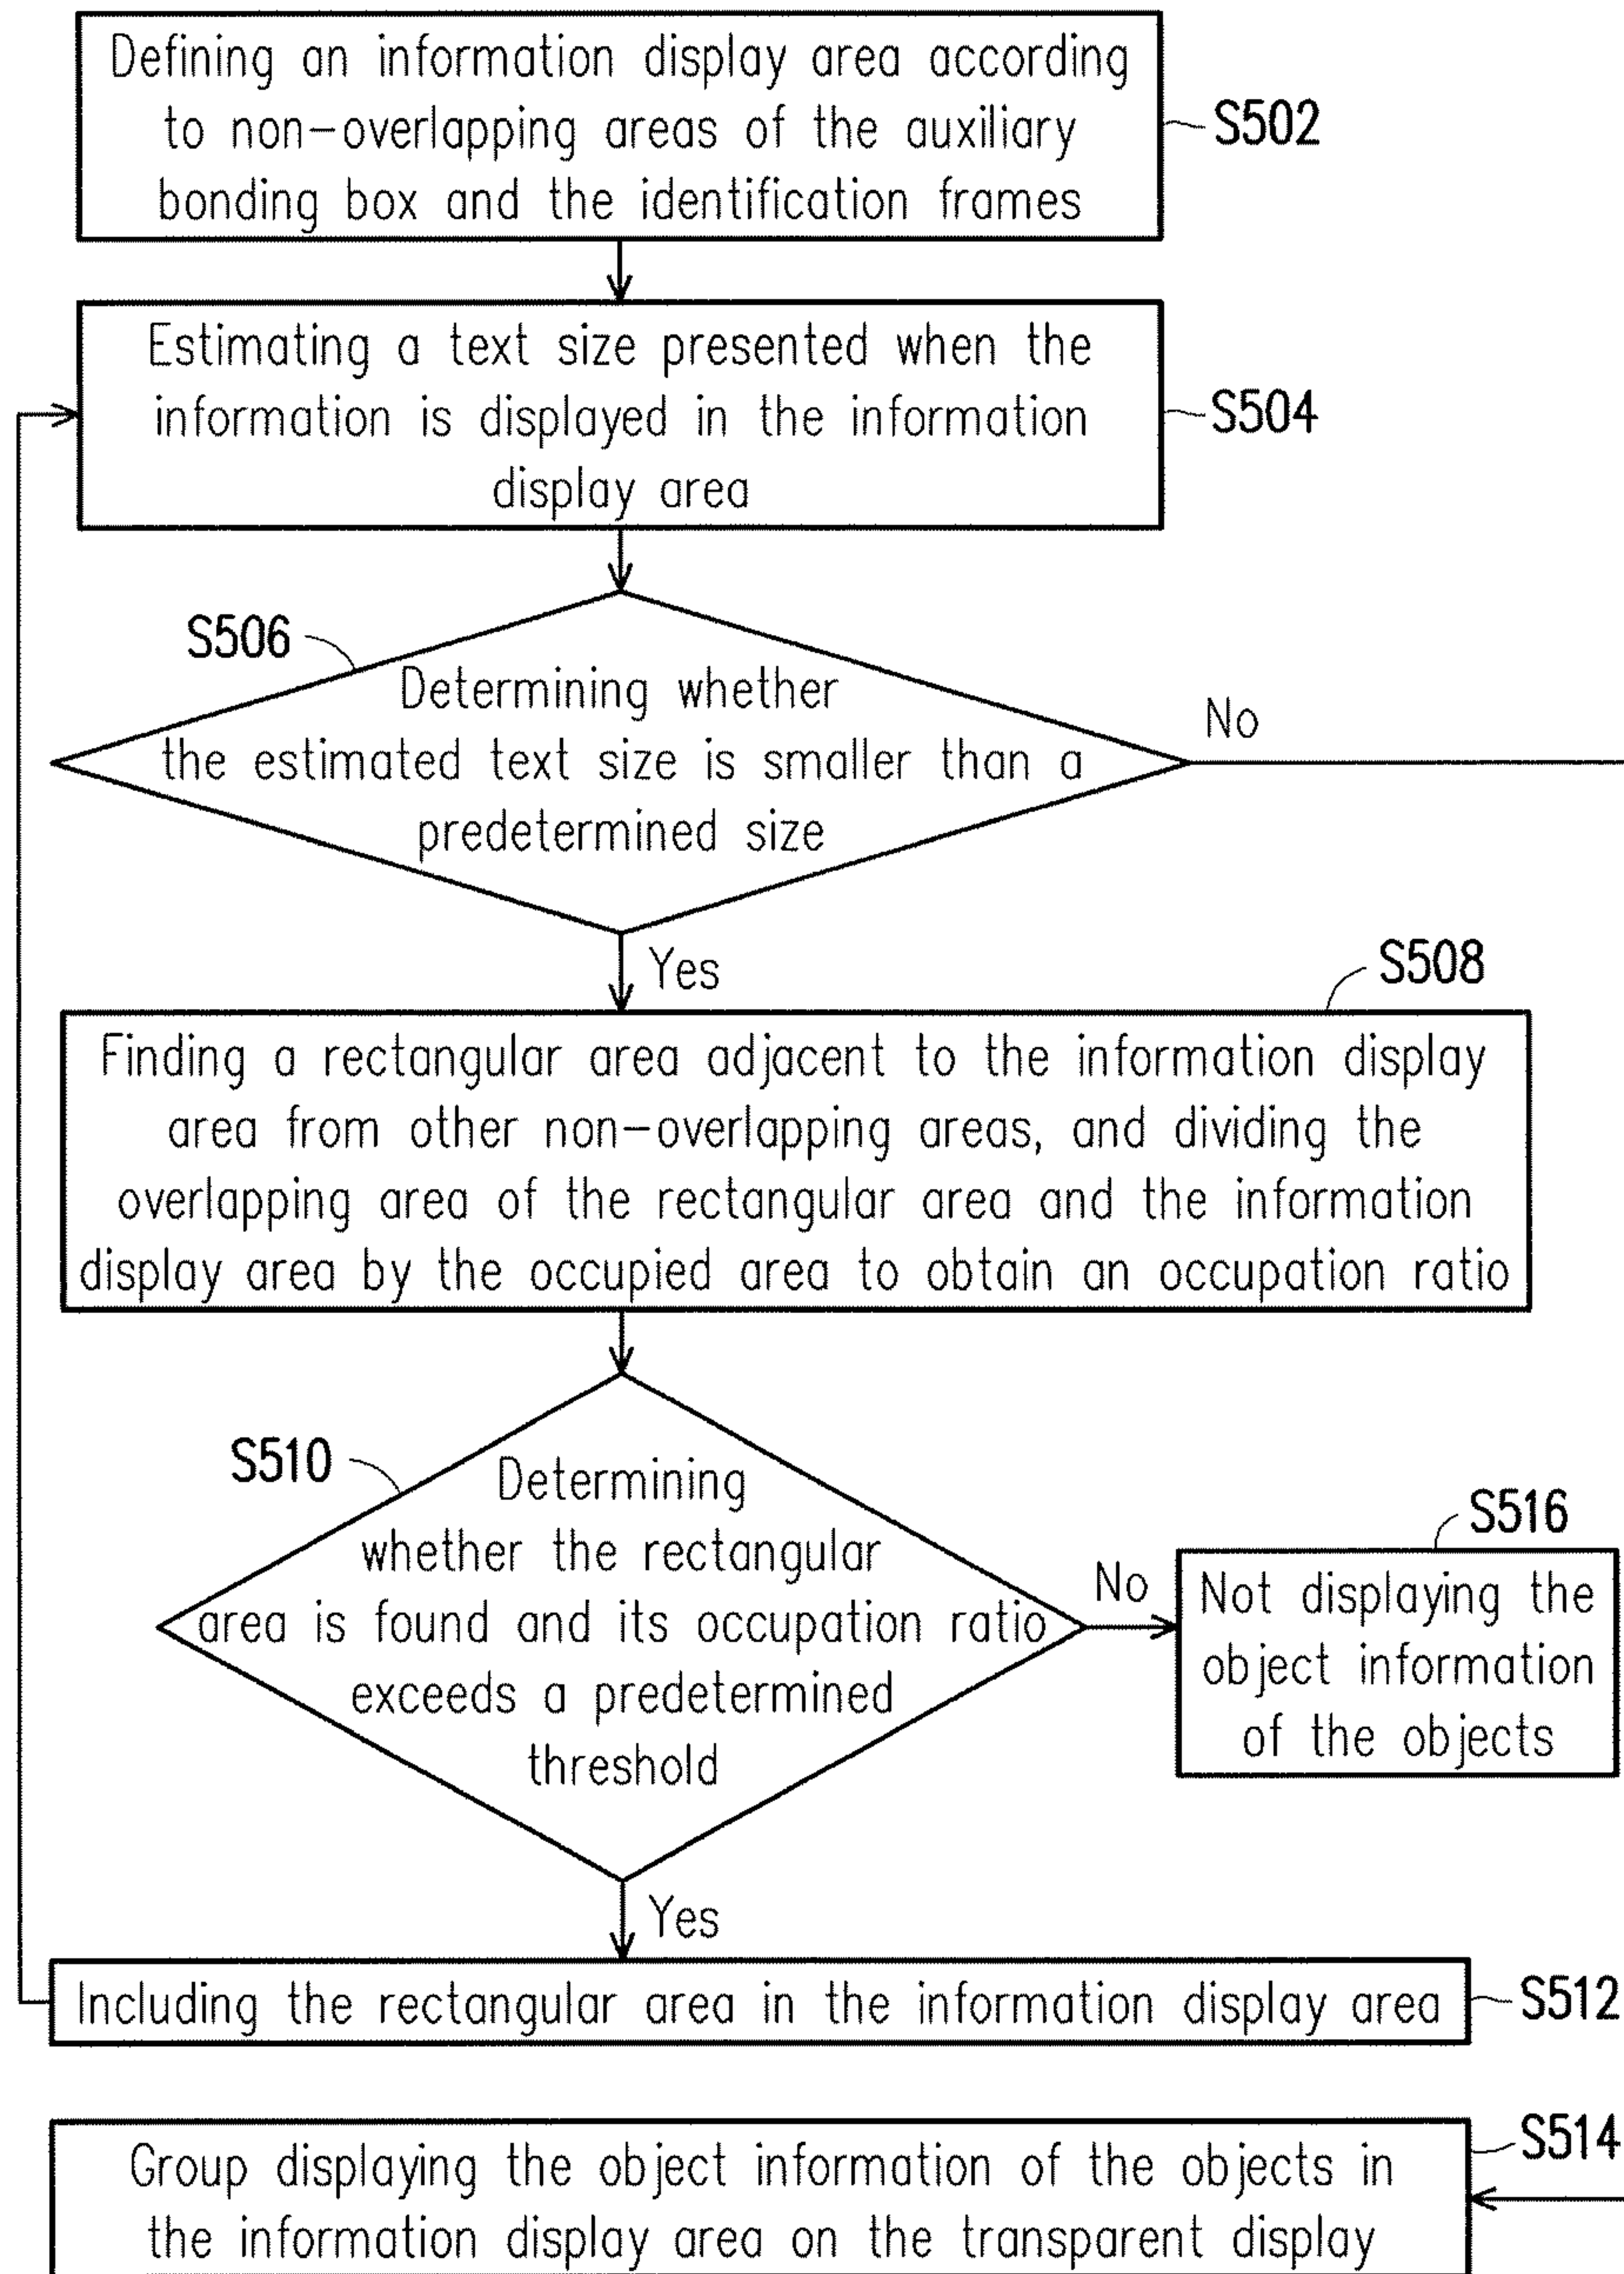 Defining an information display area according
to non-overlapping areas of the auxiliary
bonding box and the identification frames
S502
Estimating a text size presented when the
information is displayed in the information
display area
S504
S506
Determining whether
the estimated text size is smaller than a
predetermined size
No
Yes
S508
Finding a rectangular area adjacent to the information display
area from other non-overlapping areas, and dividing the
overlapping area of the rectangular area and the information
display area by the occupied area to obtain an occupation ratio
S510
Determining
whether the rectangular
area is found and its occupation ratio
exceeds a predetermined
threshold
No
S516
Not displaying the
object information
of the objects
Yes
Including the rectangular area in the information display area
S512
S514
Group displaying the object information of the objects in
the information display area on the transparent display